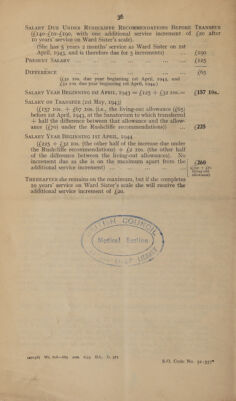 36
SALARY DUE UNDER RUSHCLIFFE RECOMMENDATIONS BEFORE TRANSFER
(£140-£10-£190, with one additional service increment of £20 after
10 years' service on Ward Sister's scale).
(She has 5 years 2 months' service as Ward Sister on 1st
April, 1943, and is therefore due for 5 increments) ... £190
PRESENT SALARY ... £125
DIFFERENCE ... £65
£32 10s. due year beginning 1st April, 1943, and
£32 10s. due year beginning 1st April, 1944.
SALARY YEAR BEGINNING 1ST APRIL, 1943 = £125 + £32 10s. = £157 10s.
SALARY ON TRANSFER (1ST MAY, 1943)
(£157 10s. + £67 10s. (i.e., the living-out allowance (£65)
before 1st April, 1943, at the Sanatorium to which transferred
+ half the difference between that allowance and the allow-
ance (£70) under the Rushcliffe recommendations)) ... £225
SALARY YEAR BEGINNING 1ST APRIL, 1944
(£225 + £32 10s. (the other half of the increase due under
the Rushcliffe recommendations) + £2 10s. (the other half
of the difference between the living-out allowances). No
increment due as she is on the maximum apart from the £260
additional service increment) ...
THEREAFTER she remains on the maximum, but if she completes
10 years' service on Ward Sister's scale she will receive the
additional service increment of £20.
COUNCIL
Medical Section
S.O. Code No. 32-357*